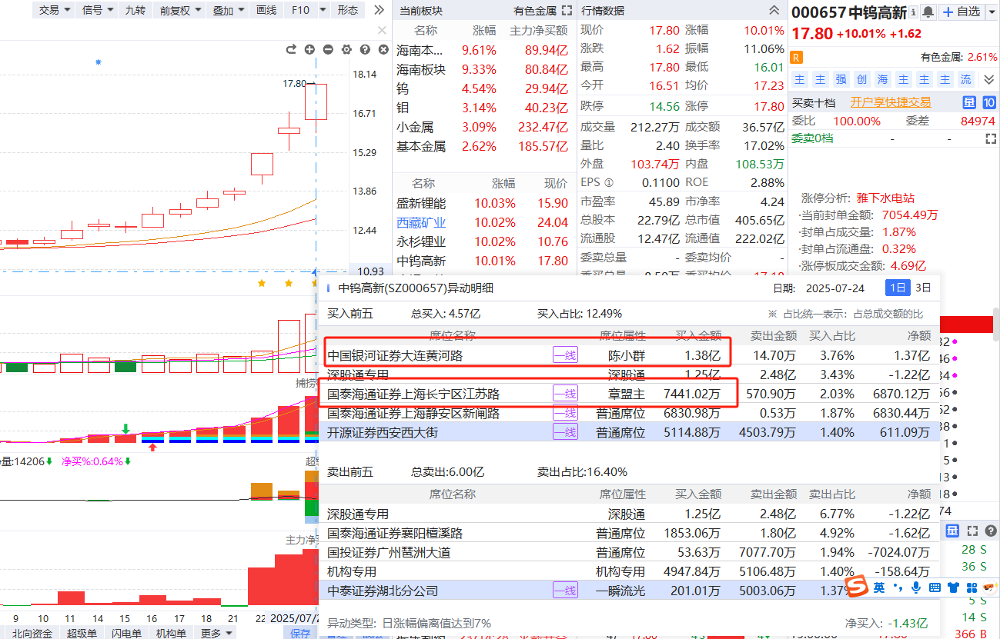 交易 信号 九转 前复权 叠加 画线 F10 形态
17.80
18.14
16.71
15.29
13.86
12.44
10.93
捕捞
量:14206 净买%:0.64%
主力净买
9 10 11 14 15 16 17 18 21 22 2025/07/2
北向资金 超级单 闪电单 机构单 更多 保存
当前板块 有色金属
名称 涨幅 主力净买额
海南本... 9.61% 89.94亿
海南板块 9.33% 80.84亿
钨 4.54% 29.94亿
钼 3.14% 40.23亿
小金属 3.09% 232.47亿
基本金属 2.62% 185.57亿
名称 涨幅 现价
盛新锂能 10.03% 15.90
西藏矿业 10.02% 24.04
永杉锂业 10.02% 10.76
中钨高新 10.01% 17.80
行情数据
现价 17.80 涨幅 10.01%
涨跌 1.62 振幅 11.06%
最高 17.80 最低 16.01
今开 16.51 均价 17.23
跌停 14.56 涨停 17.80
成交量 212.27万 成交额 36.57亿
量比 2.40 换手率 17.02%
外盘 103.74万 内盘 108.53万
EPS ① 0.1100 ROE 2.88%
市盈率 45.89 市净率 4.24
总股本 22.79亿 总市值 405.65亿
流通股 12.47亿 流通值 222.02亿
委卖总量 - 委卖均价 -
委买总量 8.50万 委买均价 17.18
000657 中钨高新 自选
17.80 +10.01% +1.62
R 有色金属: 2.61%
主 主 强 创 海 主 主 主 流
买卖十档 开户享快捷交易 量 10
委比 100.00% 委差 84974
委卖0档 - -
涨停分析: 雅下水电站
·当前封单金额: 7054.49万
·封单占成交量: 1.87%
·封单占流通盘: 0.32%
·涨停板成交金额: 4.69亿
中钨高新(SZ000657)异动明细 日期: 2025-07-24 1日 3日
买入前五 总买入: 4.57亿 买入占比: 12.49% ※ 占比统一表示：占总成交额的比
席位名称 席位属性 买入金额 卖出金额 买入占比 净额
中国银河证券大连黄河路 一线 陈小群 1.38亿 14.70万 3.76% 1.37亿
深股通专用 深股通 1.25亿 2.48亿 3.43% -1.22亿
国泰海通证券上海长宁区江苏路 一线 章盟主 7441.02万 570.90万 2.03% 6870.12万
国泰海通证券上海静安区新闸路 一线 普通席位 6830.98万 0.53万 1.87% 6830.44万
开源证券西安西大街 一线 普通席位 5114.88万 4503.79万 1.40% 611.09万
卖出前五 总卖出:6.00亿 卖出占比:16.40%
席位名称 席位属性 买入金额 卖出金额 卖出占比 净额
深股通专用 深股通 1.25亿 2.48亿 6.77% -1.22亿
国泰海通证券襄阳檀溪路 普通席位 1853.06万 1.80亿 4.92% -1.62亿
国投证券广州琶洲大道 普通席位 53.63万 7077.70万 1.94% -7024.07万
机构专用 机构专用 4947.84万 5106.48万 1.40% -158.64万
中泰证券湖北分公司 一线 一瞬流光 201.01万 5003.06万 1.37%
异动类型: 日涨幅偏离值达到7% 净买入: -1.43亿
量
28 S
36 S
S 英
5 S
14 S
366 B